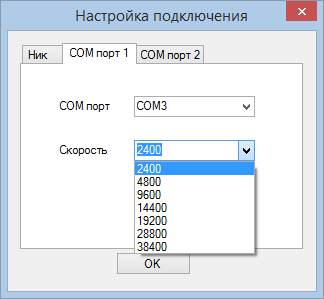 Настройка подключения
Ник COM порт 1 COM порт 2
COM порт COM3
Скорость 2400
2400
4800
9600
14400
19200
28800
38400
OK